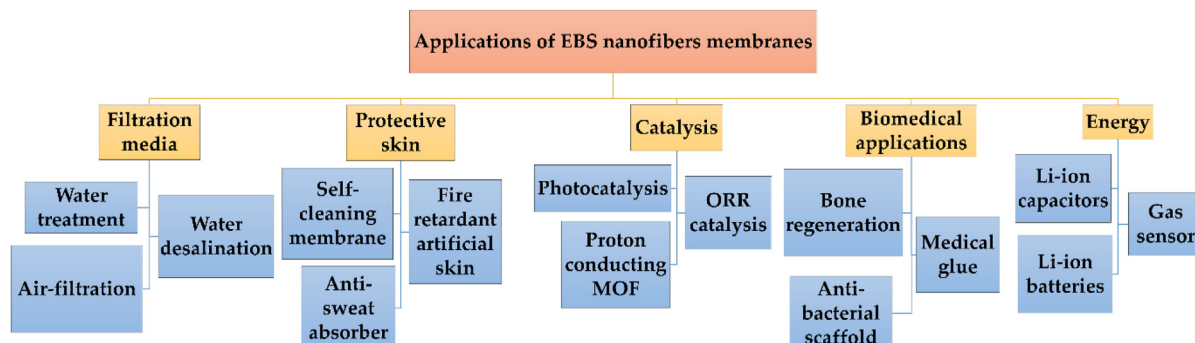 Applications of EBS nanofibers membranes
Filtration
media
Water
treatment
Water
desalination
Air-filtration
Protective
skin
Self-
cleaning
membrane
Fire
retardant
artificial
skin
Anti-
sweat
absorber
Catalysis
Photocatalysis
ORR
catalysis
Proton
conducting
MOF
Biomedical
applications
Bone
regeneration
Medical
glue
Anti-
bacterial
scaffold
Energy
Li-ion
capacitors
Gas
sensor
Li-ion
batteries